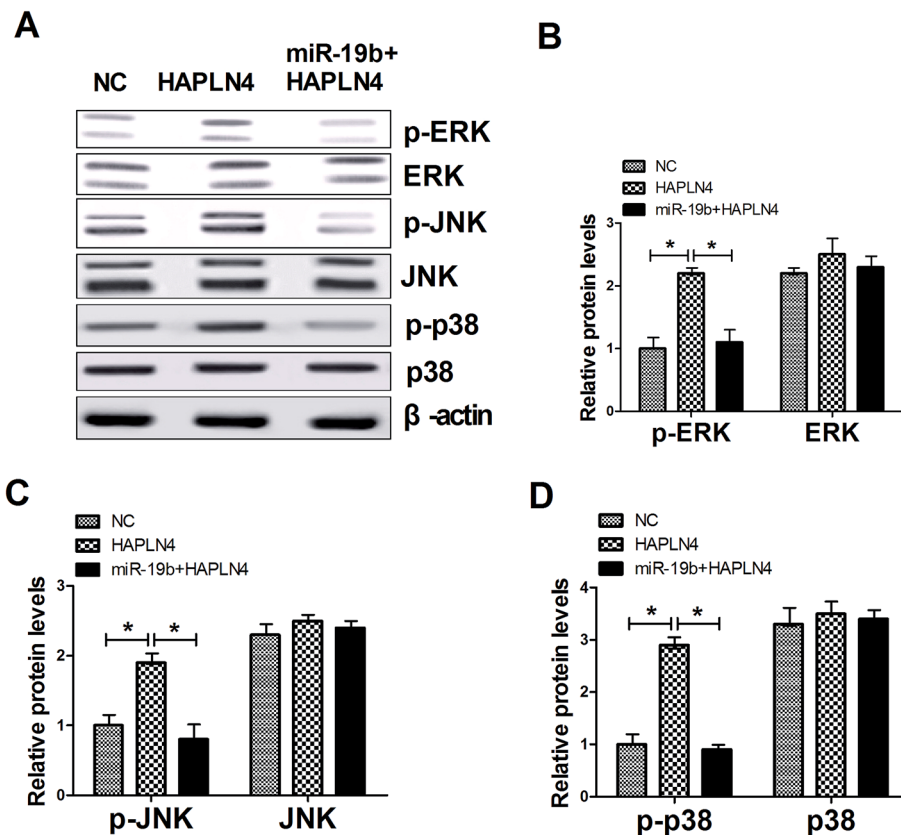 A
NC HAPLN4 miR-19b+
HAPLN4
p-ERK
ERK
p-JNK
JNK
p-p38
p38
β -actin
B
NC
HAPLN4
miR-19b+HAPLN4
Relative protein levels
3
2
1
0
* *
p-ERK ERK
C
NC
HAPLN4
miR-19b+HAPLN4
Relative protein levels
3
2
1
0
* *
p-JNK JNK
D
NC
HAPLN4
miR-19b+HAPLN4
Relative protein levels
4
3
2
1
0
* *
p-p38 p38